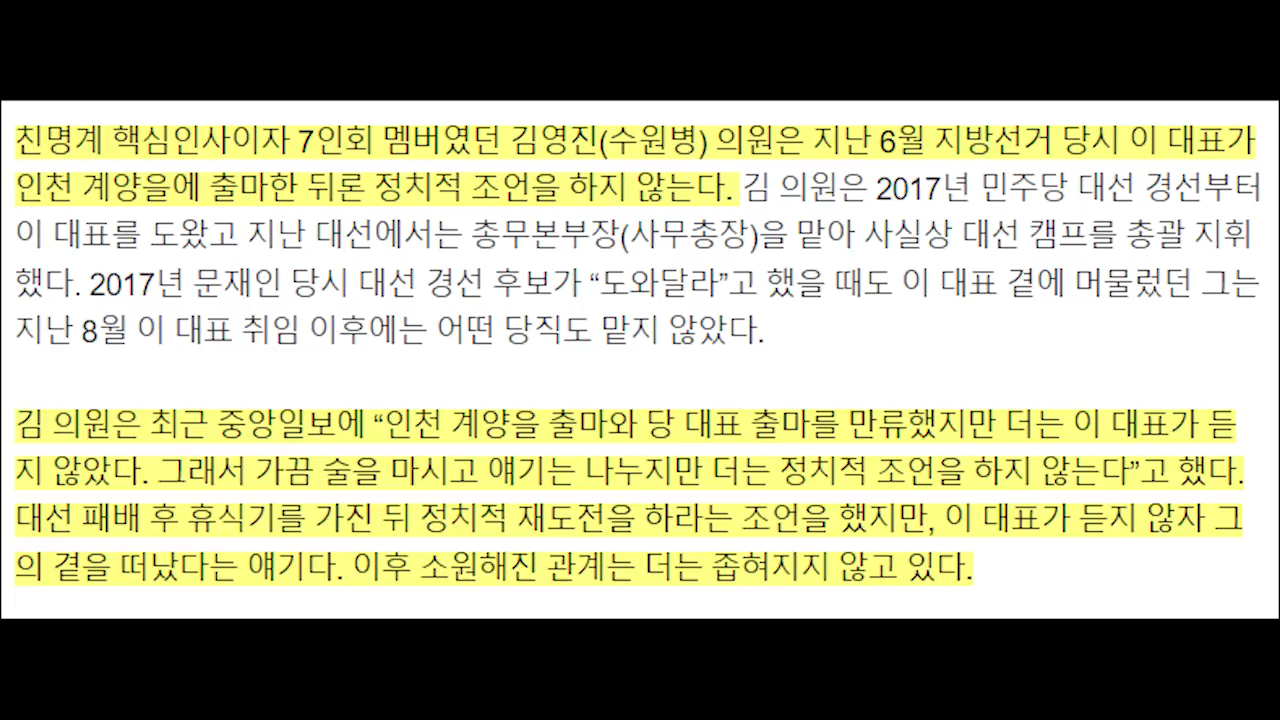 친명계 핵심인사이자 7인회 멤버였던 김영진(수원병) 의원은 지난 6월 지방선거 당시 이 대표가
인천 계양을에 출마한 뒤론 정치적 조언을 하지 않는다. 김 의원은 2017년 민주당 대선 경선부터
이 대표를 도왔고 지난 대선에서는 총무본부장(사무총장)을 맡아 사실상 대선 캠프를 총괄 지휘
했다. 2017년 문재인 당시 대선 경선 후보가 “도와달라”고 했을 때도 이 대표 곁에 머물렀던 그는
지난 8월 이 대표 취임 이후에는 어떤 당직도 맡지 않았다.
김 의원은 최근 중앙일보에 “인천 계양을 출마와 당 대표 출마를 만류했지만 더는 이 대표가 듣
지 않았다. 그래서 가끔 술을 마시고 얘기는 나누지만 더는 정치적 조언을 하지 않는다”고 했다.
대선 패배 후 휴식기를 가진 뒤 정치적 재도전을 하라는 조언을 했지만, 이 대표가 듣지 않자 그
의 곁을 떠났다는 얘기다. 이후 소원해진 관계는 더는 좁혀지지 않고 있다.